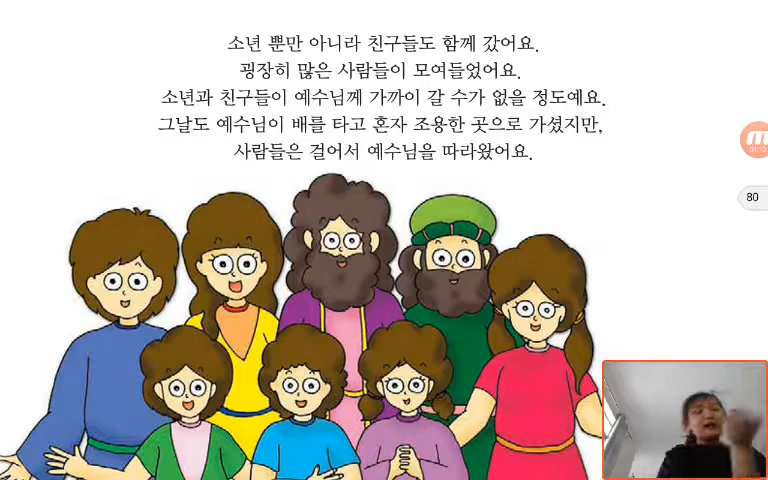 소년 뿐만 아니라 친구들도 함께 갔어요.
굉장히 많은 사람들이 모여들었어요.
소년과 친구들이 예수님께 가까이 갈 수가 없을 정도예요.
그날도 예수님이 배를 타고 혼자 조용한 곳으로 가셨지만,
사람들은 걸어서 예수님을 따라왔어요.
80